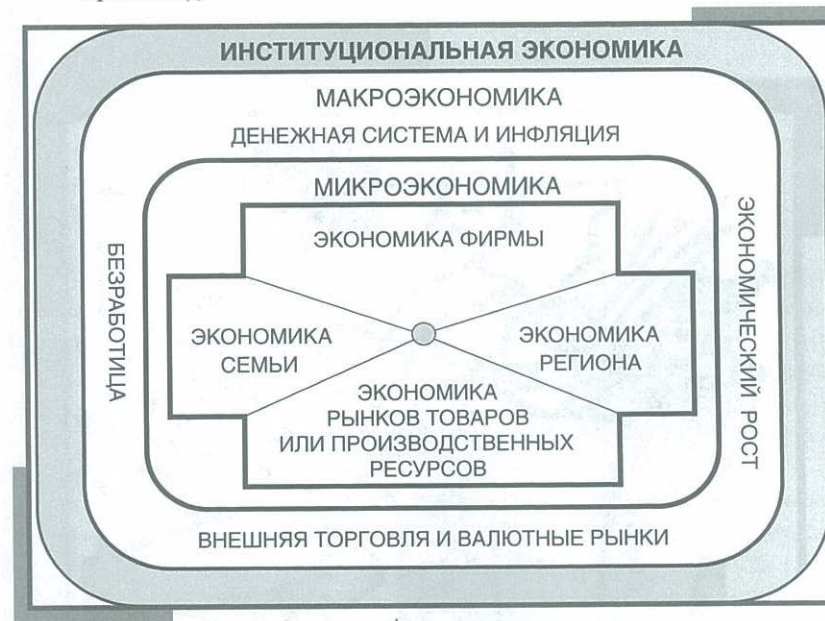 ИНСТИТУЦИОНАЛЬНАЯ ЭКОНОМИКА
МАКРОЭКОНОМИКА
ДЕНЕЖНАЯ СИСТЕМА И ИНФЛЯЦИЯ
МИКРОЭКОНОМИКА
ЭКОНОМИКА ФИРМЫ
БЕЗРАБОТИЦА
ЭКОНОМИКА
СЕМЬИ
ЭКОНОМИКА
РЕГИОНА
ЭКОНОМИЧЕСКИЙ РОСТ
ЭКОНОМИКА
РЫНКОВ ТОВАРОВ
ИЛИ ПРОИЗВОДСТВЕННЫХ
РЕСУРСОВ
ВНЕШНЯЯ ТОРГОВЛЯ И ВАЛЮТНЫЕ РЫНКИ